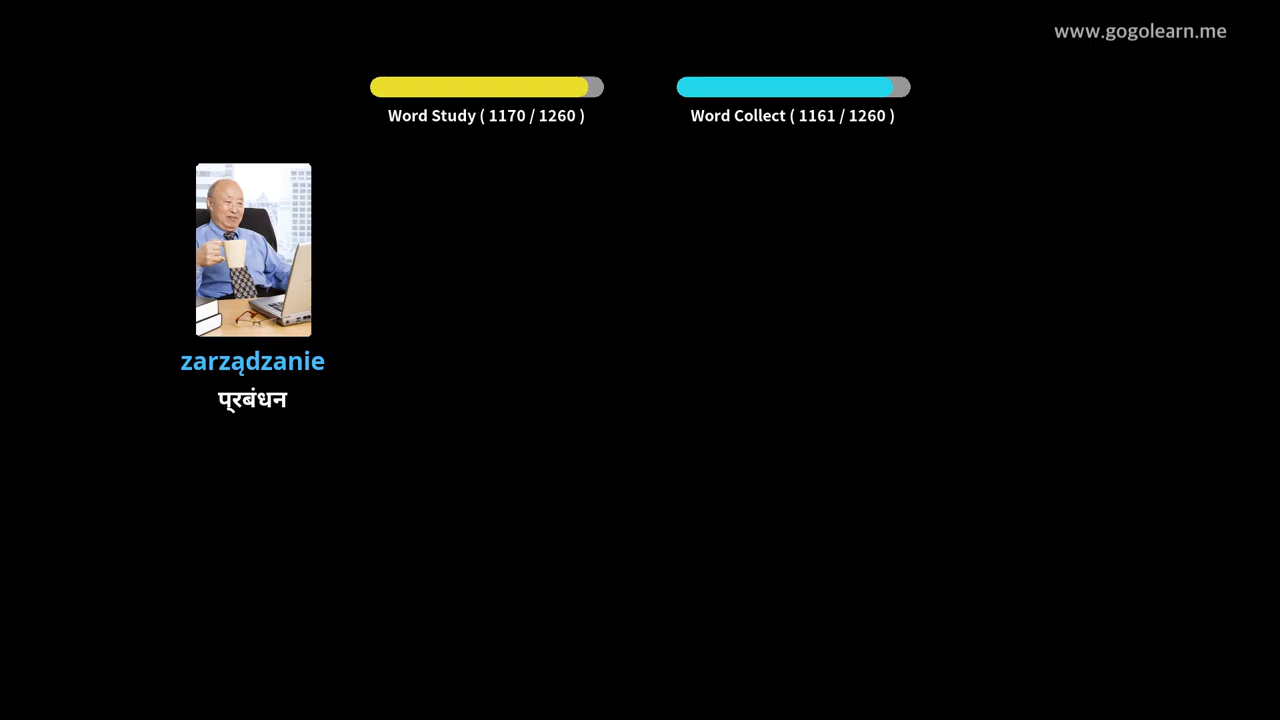 www.gogolearn.me
Word Study ( 1170 / 1260 )
Word Collect ( 1161 / 1260 )
zarządzanie
प्रबंधन